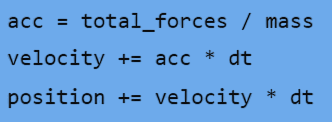 acc = total_forces / mass
velocity += acc * dt
position += velocity * dt